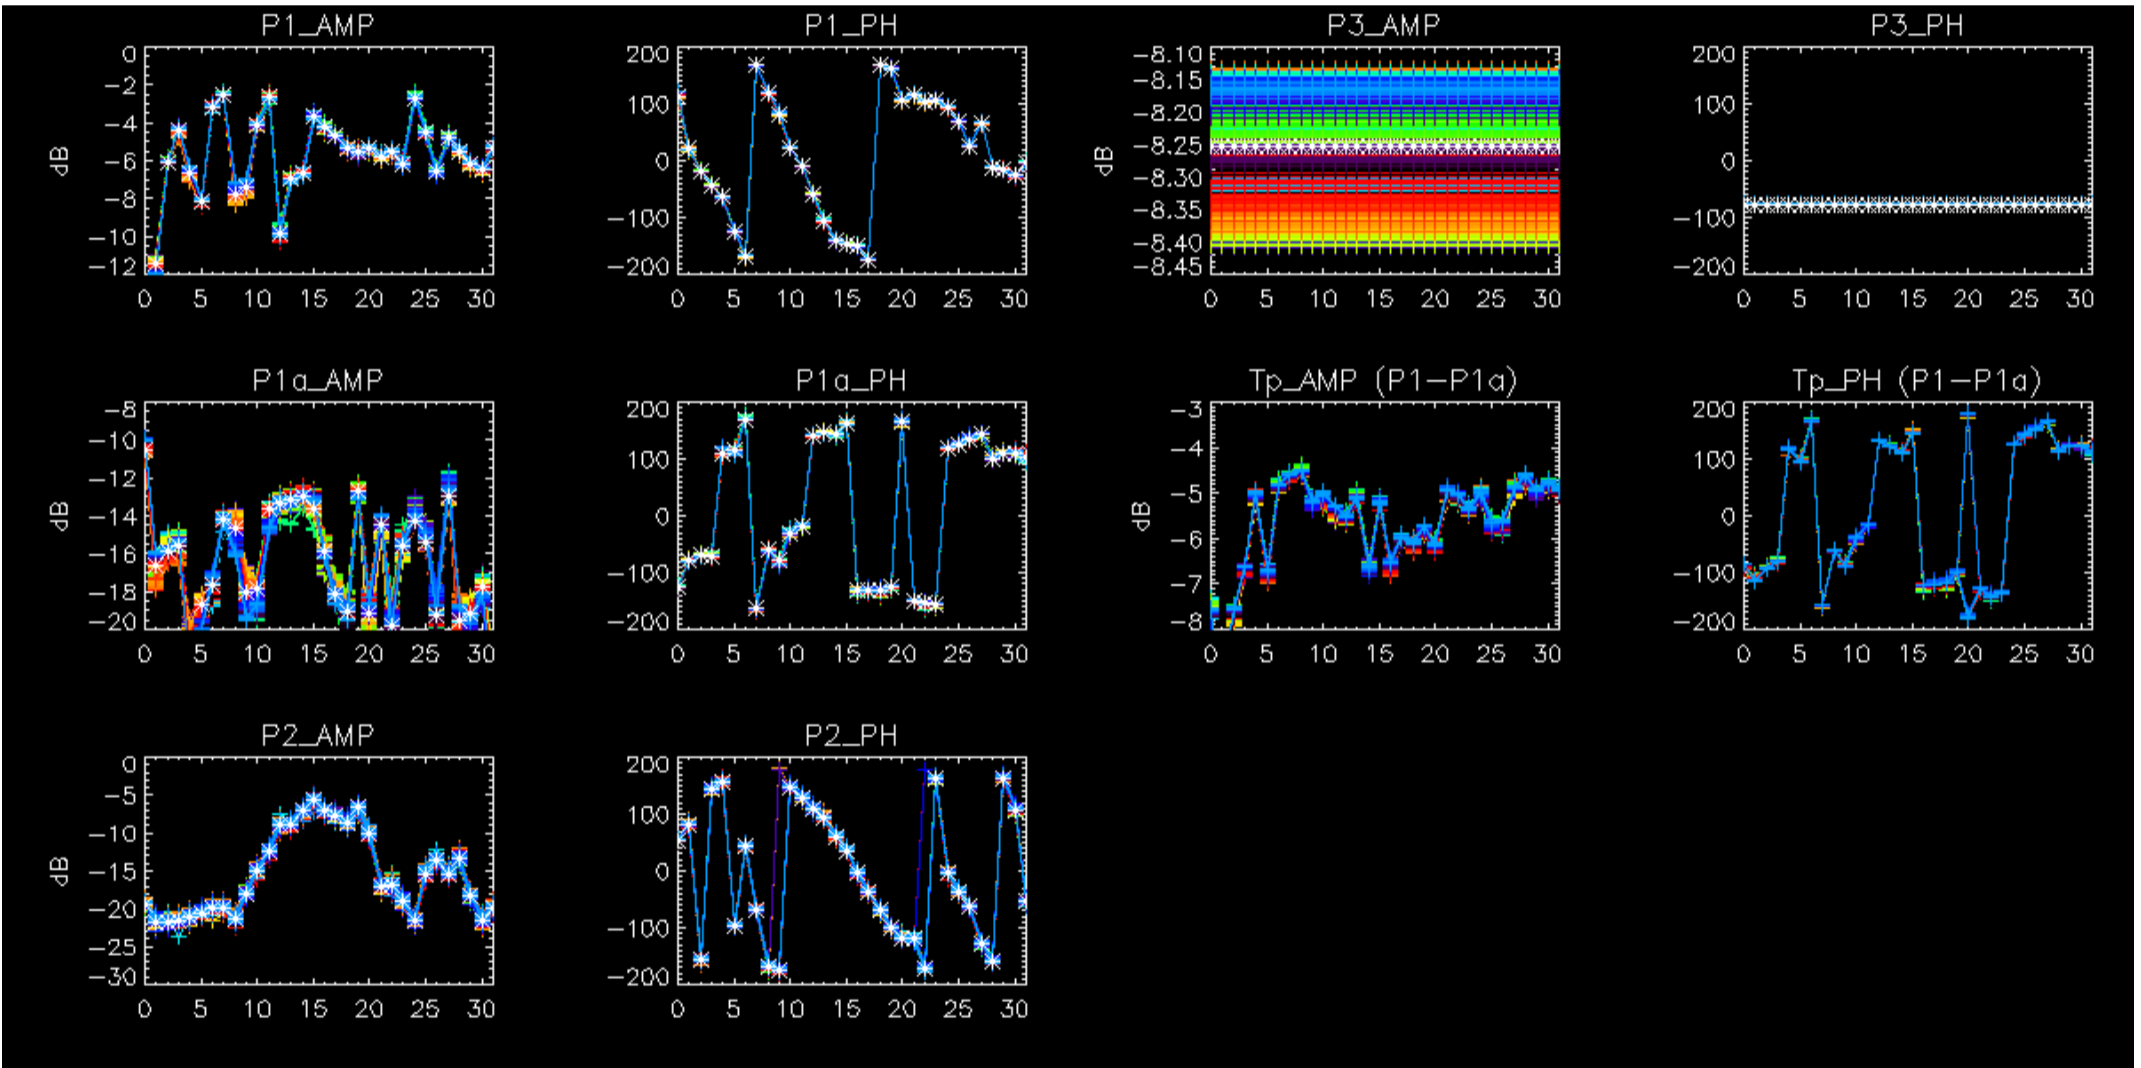 P1_AMP
0
-2
-4
-6
-8
-10
-12
dB
0 5 10 15 20 25 30
P1_PH
200
100
0
-100
-200
0 5 10 15 20 25 30
P3_AMP
-8.10
-8.15
-8.20
-8.25
-8.30
-8.35
-8.40
-8.45
dB
0 5 10 15 20 25 30
P3_PH
200
100
0
-100
-200
0 5 10 15 20 25 30
P1a_AMP
-8
-10
-12
-14
-16
-18
-20
dB
0 5 10 15 20 25 30
P1a_PH
200
100
0
-100
-200
0 5 10 15 20 25 30
Tp_AMP (P1-P1a)
-3
-4
-5
-6
-7
-8
dB
0 5 10 15 20 25 30
Tp_PH (P1-P1a)
200
100
0
-100
-200
0 5 10 15 20 25 30
P2_AMP
0
-5
-10
-15
-20
-25
-30
dB
0 5 10 15 20 25 30
P2_PH
200
100
0
-100
-200
0 5 10 15 20 25 30